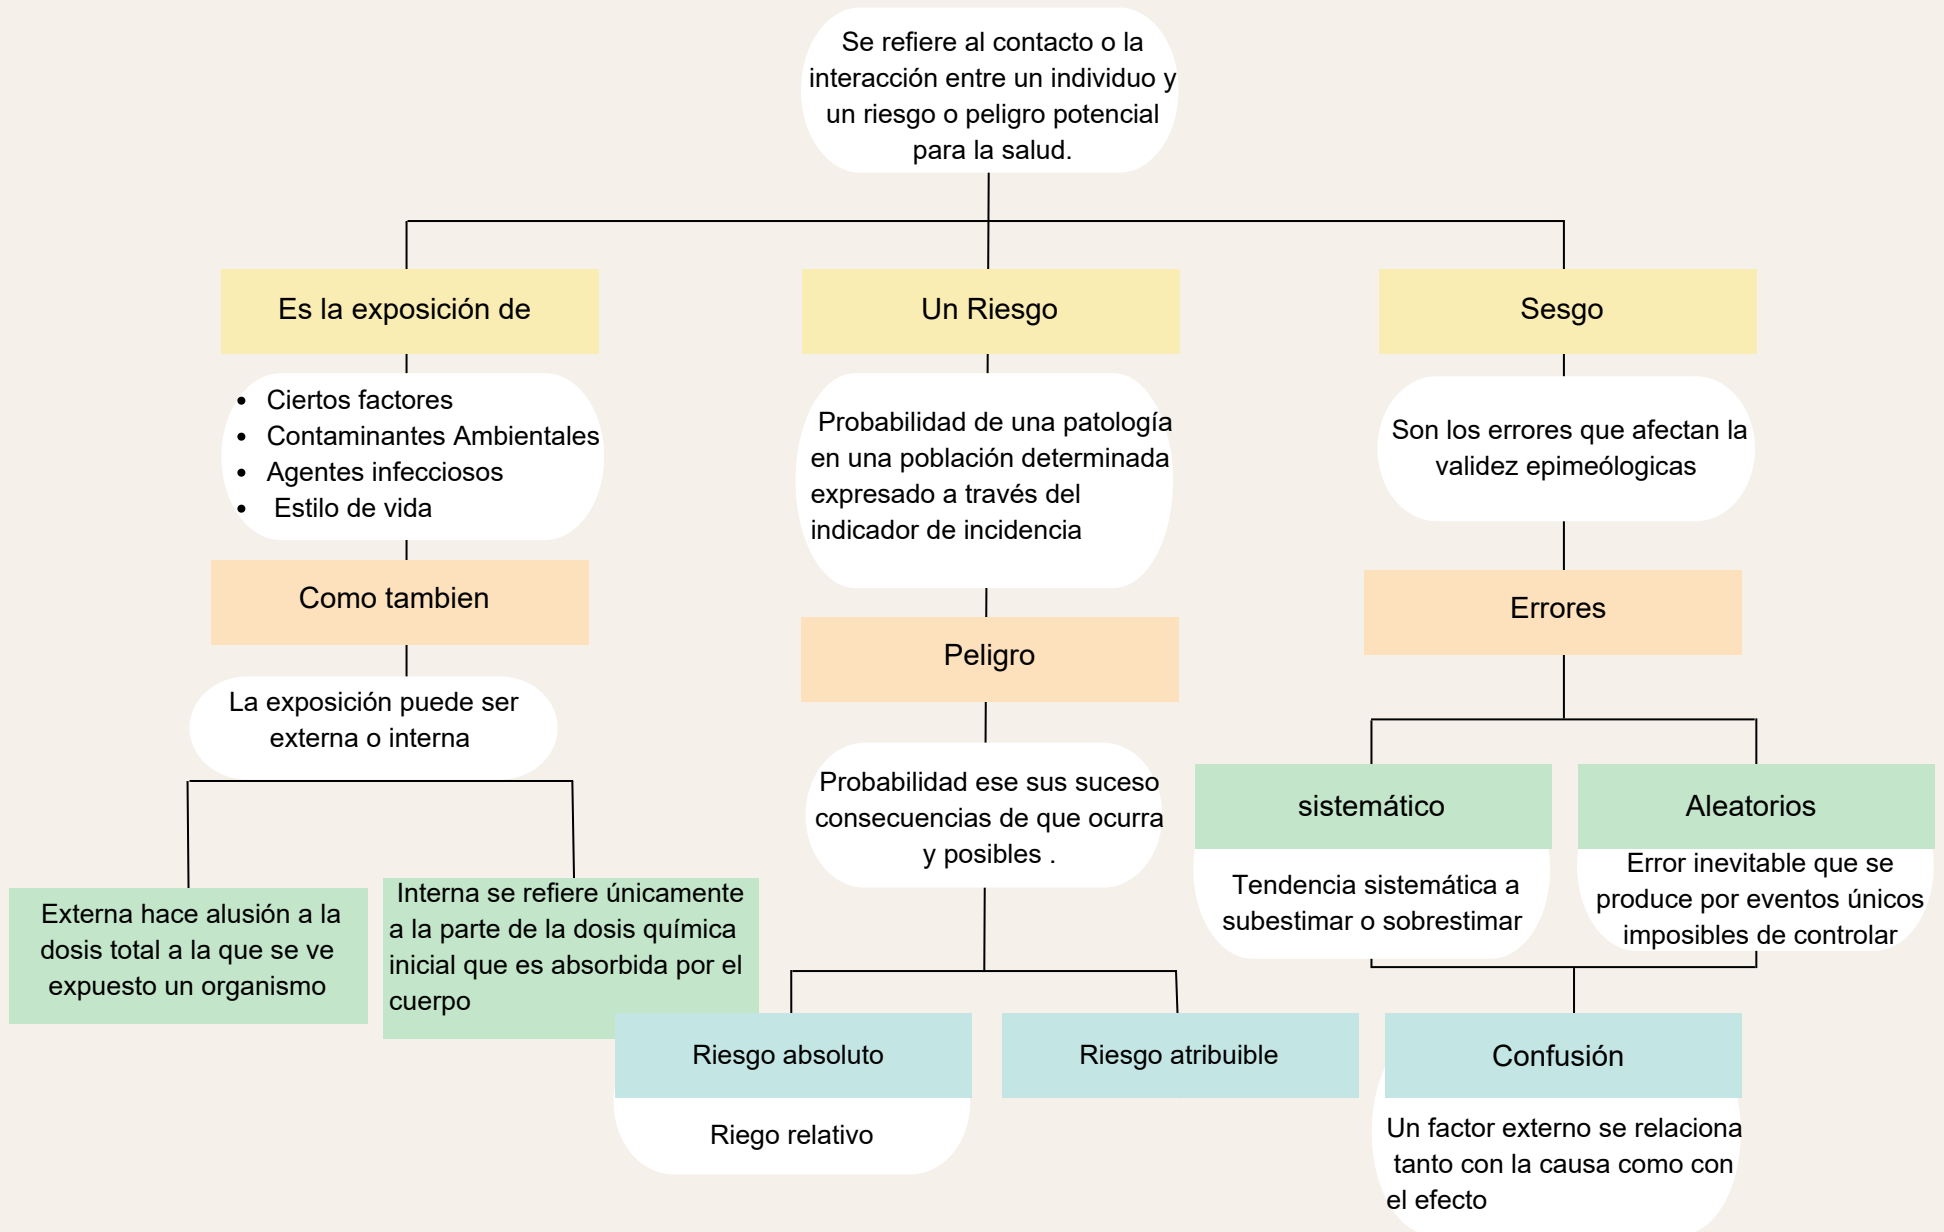 Se refiere al contacto o la
interacción entre un individuo y
un riesgo o peligro potencial
para la salud.
Es la exposición de
• Ciertos factores
• Contaminantes Ambientales
• Agentes infecciosos
• Estilo de vida
Como tambien
La exposición puede ser
externa o interna
Externa hace alusión a la
dosis total a la que se ve
expuesto un organismo
Interna se refiere únicamente
a la parte de la dosis química
inicial que es absorbida por el
cuerpo
Un Riesgo
Probabilidad de una patología
en una población determinada
expresado a través del
indicador de incidencia
Peligro
Probabilidad ese sus suceso
consecuencias de que ocurra
y posibles .
Riesgo absoluto
Riego relativo
Riesgo atribuible
Sesgo
Son los errores que afectan la
validez epimeólogicas
Errores
sistemático
Tendencia sistemática a
subestimar o sobrestimar
Aleatorios
Error inevitable que se
produce por eventos únicos
imposibles de controlar
Confusión
Un factor externo se relaciona
tanto con la causa como con
el efecto